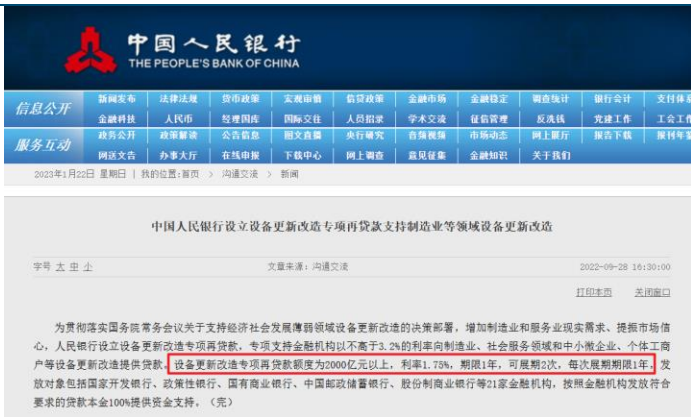 中国人民银行
THE PEOPLE'S BANK OF CHINA
信息公开 新闻发布 法律法规 货币政策 宏观审慎 信贷政策 金融市场 金融稳定 调查统计 银行会计 支付体系
金融科技 人民币 经理国库 国际交往 人员招录 学术交流 征信管理 反洗钱 党建工作 工会工作
服务互动 政务公开 政策解读 公告信息 图文直播 央行研究 音频视频 市场动态 网上展厅 报告下载 报刊年鉴
网送文告 办事大厅 在线申报 下载中心 网上调查 意见征集 金融知识 关于我们
2023年1月22日 星期日 | 我的位置:首页 > 沟通交流 > 新闻
中国人民银行设立设备更新改造专项再贷款支持制造业等领域设备更新改造
字号 大 中 小 文章来源：沟通交流 2022-09-28 16:30:00
打印本页 关闭窗口
为贯彻落实国务院常务会议关于支持经济社会发展薄弱领域设备更新改造的决策部署，增加制造业和服务业现实需求、提振市场信
心，人民银行设立设备更新改造专项再贷款，专项支持金融机构以不高于3.2%的利率向制造业、社会服务领域和中小微企业、个体工商
户等设备更新改造提供贷款。设备更新改造专项再贷款额度为2000亿元以上，利率1.75%，期限1年，可展期2次，每次展期期限1年。发
放对象包括国家开发银行、政策性银行、国有商业银行、中国邮政储蓄银行、股份制商业银行等21家金融机构，按照金融机构发放符合
要求的贷款本金100%提供资金支持。（完）